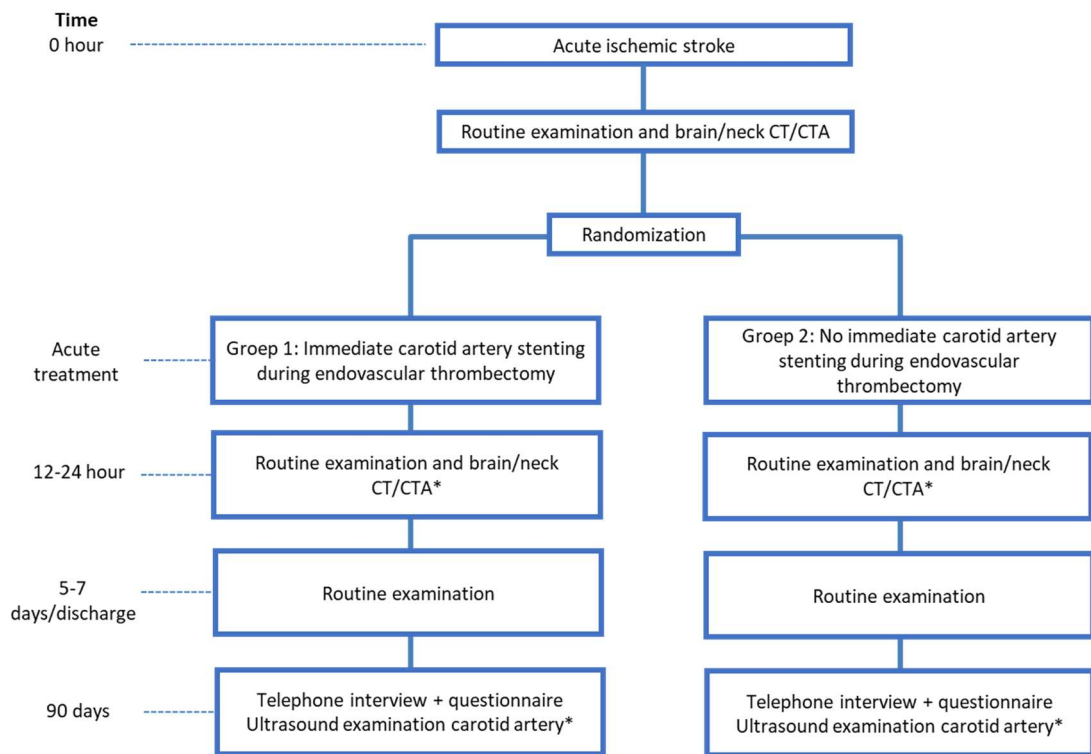 Time
0 hour
Acute ischemic stroke
Routine examination and brain/neck CT/CTA
Randomization
Acute
treatment
Groep 1: Immediate carotid artery stenting
during endovascular thrombectomy
Groep 2: No immediate carotid artery
stenting during endovascular
thrombectomy
12-24 hour
Routine examination and brain/neck
CT/CTA*
Routine examination and brain/neck
CT/CTA*
5-7
days/discharge
Routine examination
Routine examination
90 days
Telephone interview + questionnaire
Ultrasound examination carotid artery*
Telephone interview + questionnaire
Ultrasound examination carotid artery*